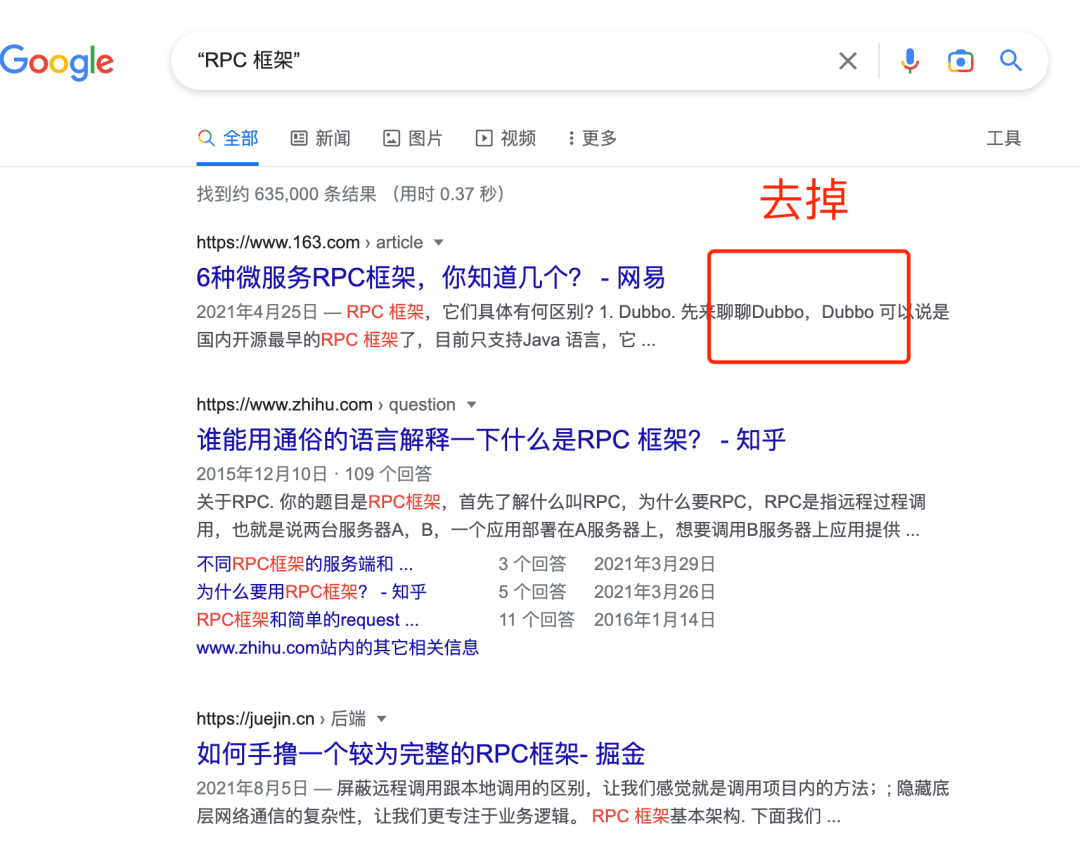 Google
“RPC 框架”
全部 新闻 图片 视频 更多 工具
找到约 635,000 条结果 （用时 0.37 秒）
去掉
https://www.163.com › article
6种微服务RPC框架，你知道几个？ - 网易
2021年4月25日 — RPC 框架，它们具体有何区别? 1. Dubbo. 先来聊聊Dubbo，Dubbo 可以说是
国内开源最早的RPC 框架了，目前只支持Java 语言，它 ...
https://www.zhihu.com › question
谁能用通俗的语言解释一下什么是RPC 框架？ - 知乎
2015年12月10日 · 109 个回答
关于RPC. 你的题目是RPC框架，首先了解什么叫RPC，为什么要RPC，RPC是指远程过程调
用，也就是说两台服务器A，B，一个应用部署在A服务器上，想要调用B服务器上应用提供 ...
不同RPC框架的服务端和 ... 3 个回答 2021年3月29日
为什么要用RPC框架？ - 知乎 5 个回答 2021年3月26日
RPC框架和简单的request ... 11 个回答 2016年1月14日
www.zhihu.com站内的其它相关信息
https://juejin.cn › 后端
如何手撸一个较为完整的RPC框架- 掘金
2021年8月5日 — 屏蔽远程调用跟本地调用的区别，让我们感觉就是调用项目内的方法；; 隐藏底
层网络通信的复杂性，让我们更专注于业务逻辑。 RPC 框架基本架构. 下面我们 ...